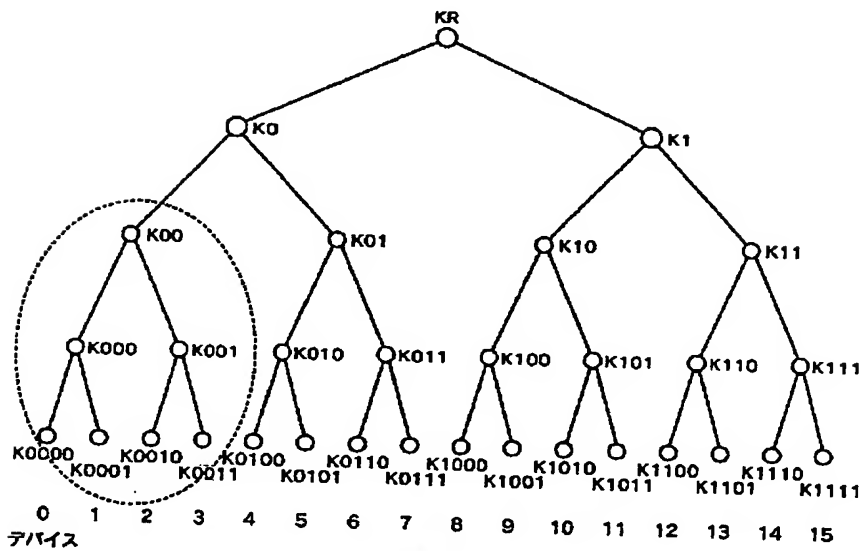 KR
K0
K1
K00
K01
K10
K11
K000
K001
K010
K011
K100
K101
K110
K111
K0000
K0001
K0010
K0011
K0100
K0101
K0110
K0111
K1000
K1001
K1010
K1011
K1100
K1101
K1110
K1111
0 1 2 3 4 5 6 7 8 9 10 11 12 13 14 15
デバイス